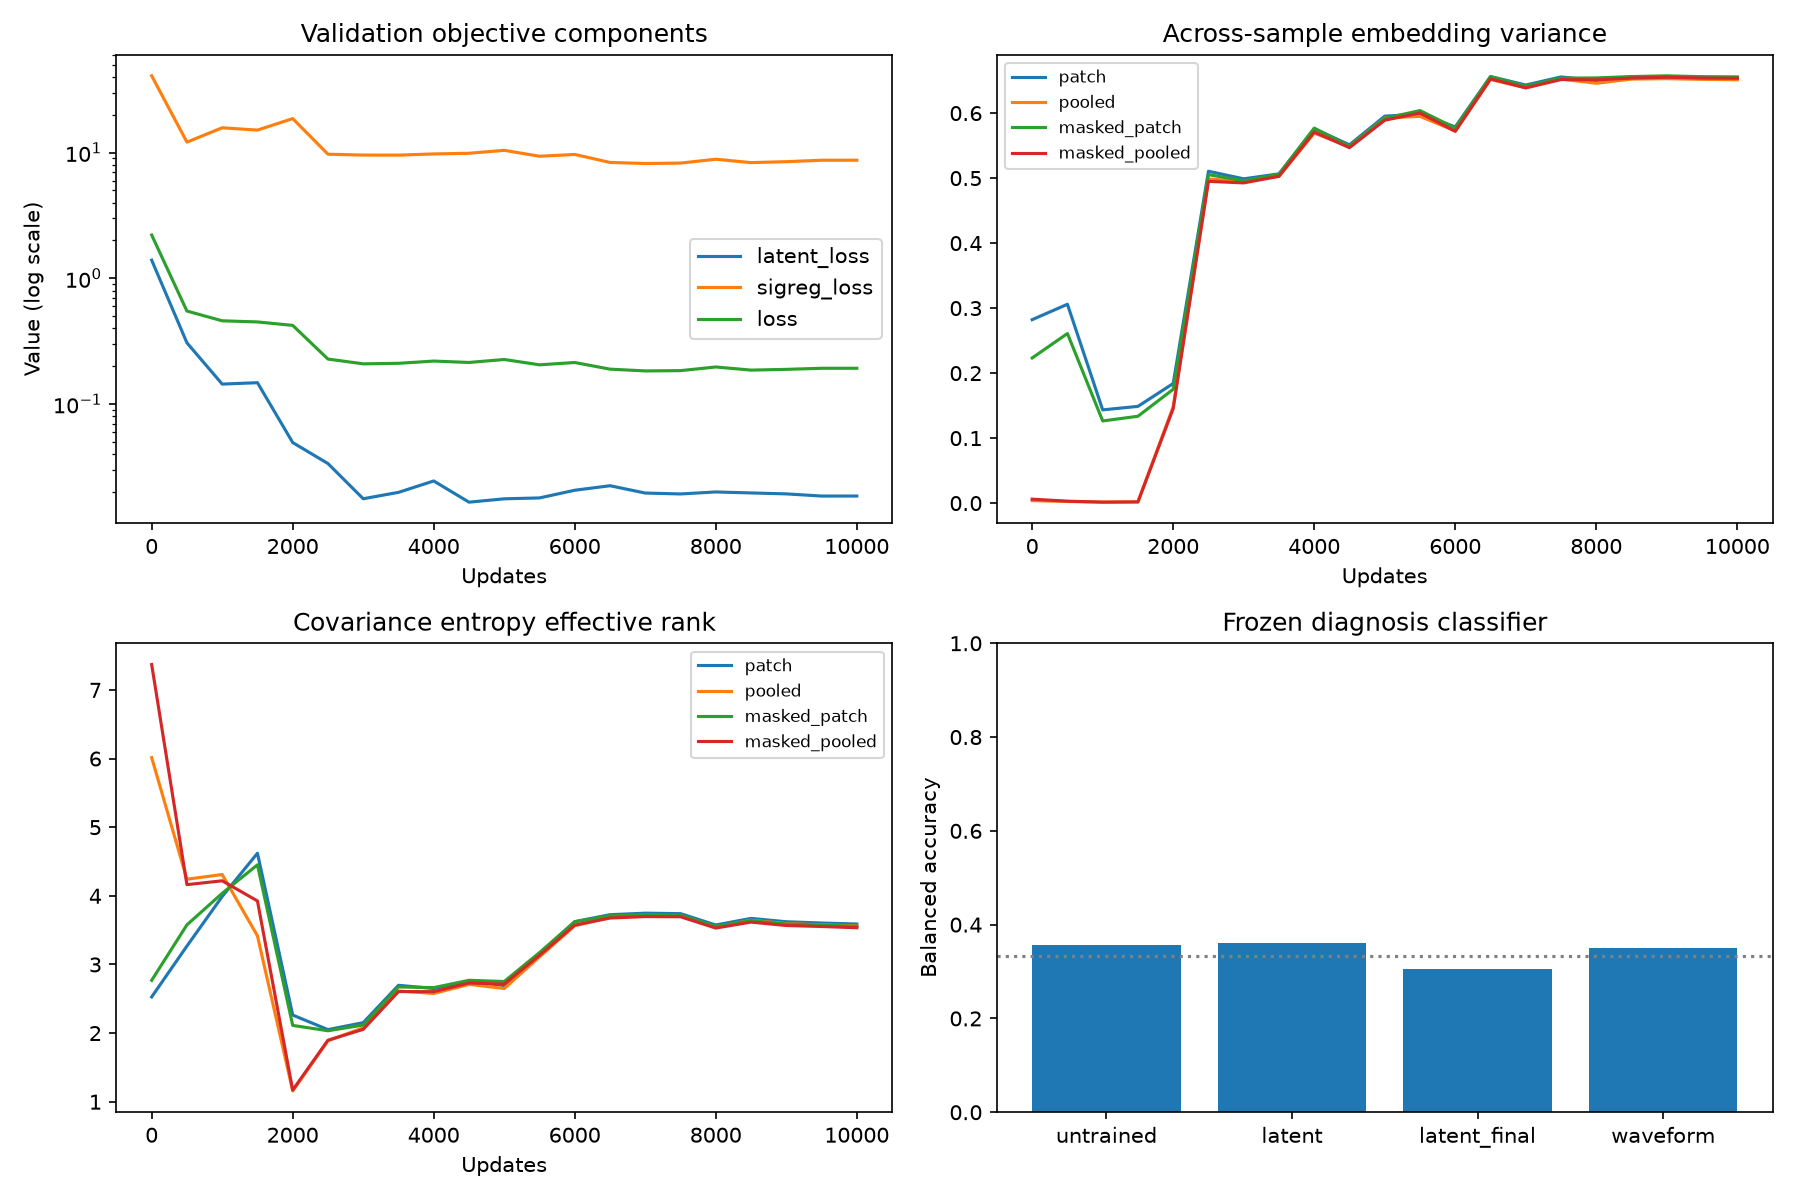 Validation objective components
Value (log scale)
10¹
10⁰
10⁻¹
latent_loss
sigreg_loss
loss
0 2000 4000 6000 8000 10000
Updates
Across-sample embedding variance
0.6
0.5
0.4
0.3
0.2
0.1
0.0
patch
pooled
masked_patch
masked_pooled
0 2000 4000 6000 8000 10000
Updates
Covariance entropy effective rank
7
6
5
4
3
2
1
patch
pooled
masked_patch
masked_pooled
0 2000 4000 6000 8000 10000
Updates
Frozen diagnosis classifier
Balanced accuracy
1.0
0.8
0.6
0.4
0.2
0.0
untrained latent latent_final waveform